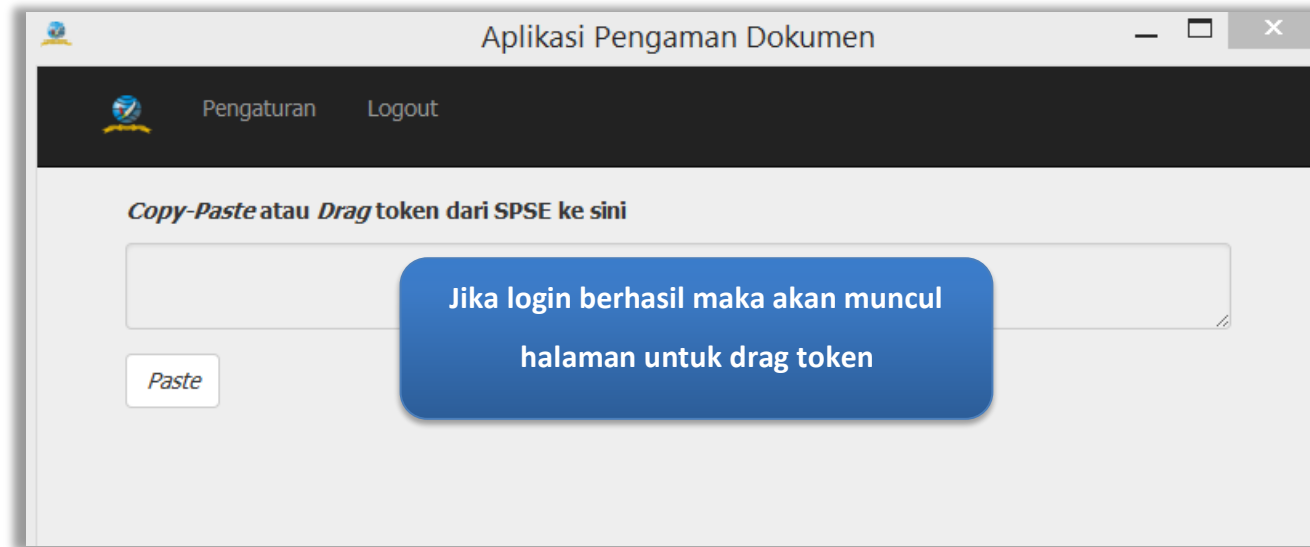 Aplikasi Pengaman Dokumen
Pengaturan Logout
Copy-Paste atau Drag token dari SPSE ke sini
Jika login berhasil maka akan muncul
halaman untuk drag token
Paste